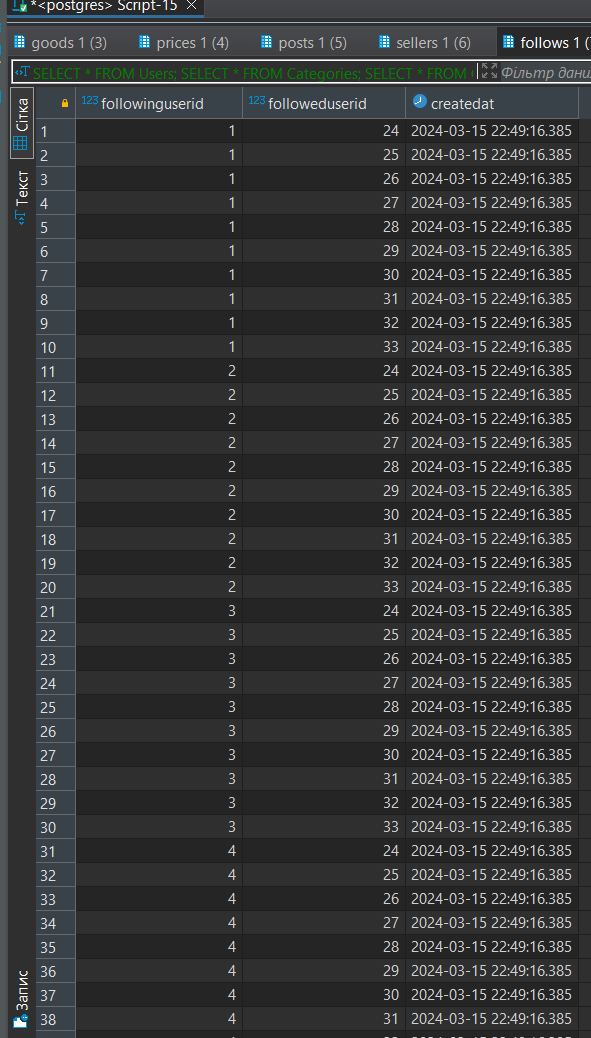 *<postgres> Script-15
goods 1 (3) prices 1 (4) posts 1 (5) sellers 1 (6) follows 1 (
SELECT * FROM Users; SELECT * FROM Categories; SELECT * FROM Фільтр дани
Сітка
Текст
Запис
123 followinguserid 123 followeduserid createdat
1 1 24 2024-03-15 22:49:16.385
2 1 25 2024-03-15 22:49:16.385
3 1 26 2024-03-15 22:49:16.385
4 1 27 2024-03-15 22:49:16.385
5 1 28 2024-03-15 22:49:16.385
6 1 29 2024-03-15 22:49:16.385
7 1 30 2024-03-15 22:49:16.385
8 1 31 2024-03-15 22:49:16.385
9 1 32 2024-03-15 22:49:16.385
10 1 33 2024-03-15 22:49:16.385
11 2 24 2024-03-15 22:49:16.385
12 2 25 2024-03-15 22:49:16.385
13 2 26 2024-03-15 22:49:16.385
14 2 27 2024-03-15 22:49:16.385
15 2 28 2024-03-15 22:49:16.385
16 2 29 2024-03-15 22:49:16.385
17 2 30 2024-03-15 22:49:16.385
18 2 31 2024-03-15 22:49:16.385
19 2 32 2024-03-15 22:49:16.385
20 2 33 2024-03-15 22:49:16.385
21 3 24 2024-03-15 22:49:16.385
22 3 25 2024-03-15 22:49:16.385
23 3 26 2024-03-15 22:49:16.385
24 3 27 2024-03-15 22:49:16.385
25 3 28 2024-03-15 22:49:16.385
26 3 29 2024-03-15 22:49:16.385
27 3 30 2024-03-15 22:49:16.385
28 3 31 2024-03-15 22:49:16.385
29 3 32 2024-03-15 22:49:16.385
30 3 33 2024-03-15 22:49:16.385
31 4 24 2024-03-15 22:49:16.385
32 4 25 2024-03-15 22:49:16.385
33 4 26 2024-03-15 22:49:16.385
34 4 27 2024-03-15 22:49:16.385
35 4 28 2024-03-15 22:49:16.385
36 4 29 2024-03-15 22:49:16.385
37 4 30 2024-03-15 22:49:16.385
38 4 31 2024-03-15 22:49:16.385